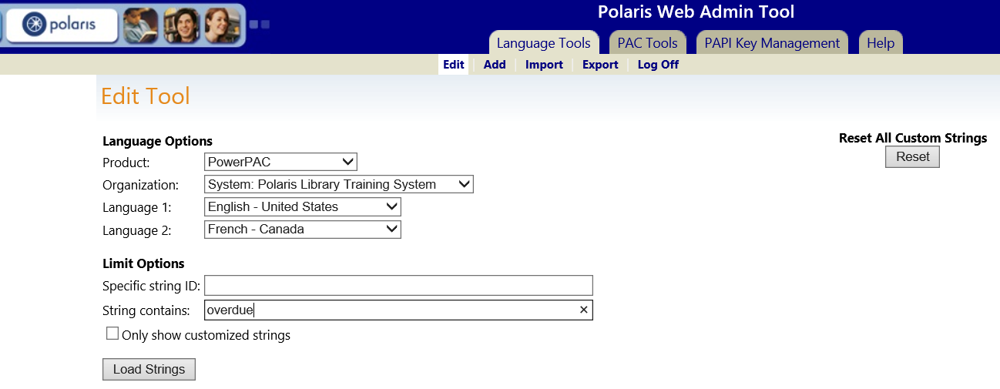 polaris
Polaris Web Admin Tool
Language Tools PAC Tools PAPI Key Management Help
Edit Add Import Export Log Off
Edit Tool
Language Options
Reset All Custom Strings
Product: PowerPAC
Reset
Organization: System: Polaris Library Training System
Language 1: English - United States
Language 2: French - Canada
Limit Options
Specific string ID:
String contains: overdue
Only show customized strings
Load Strings